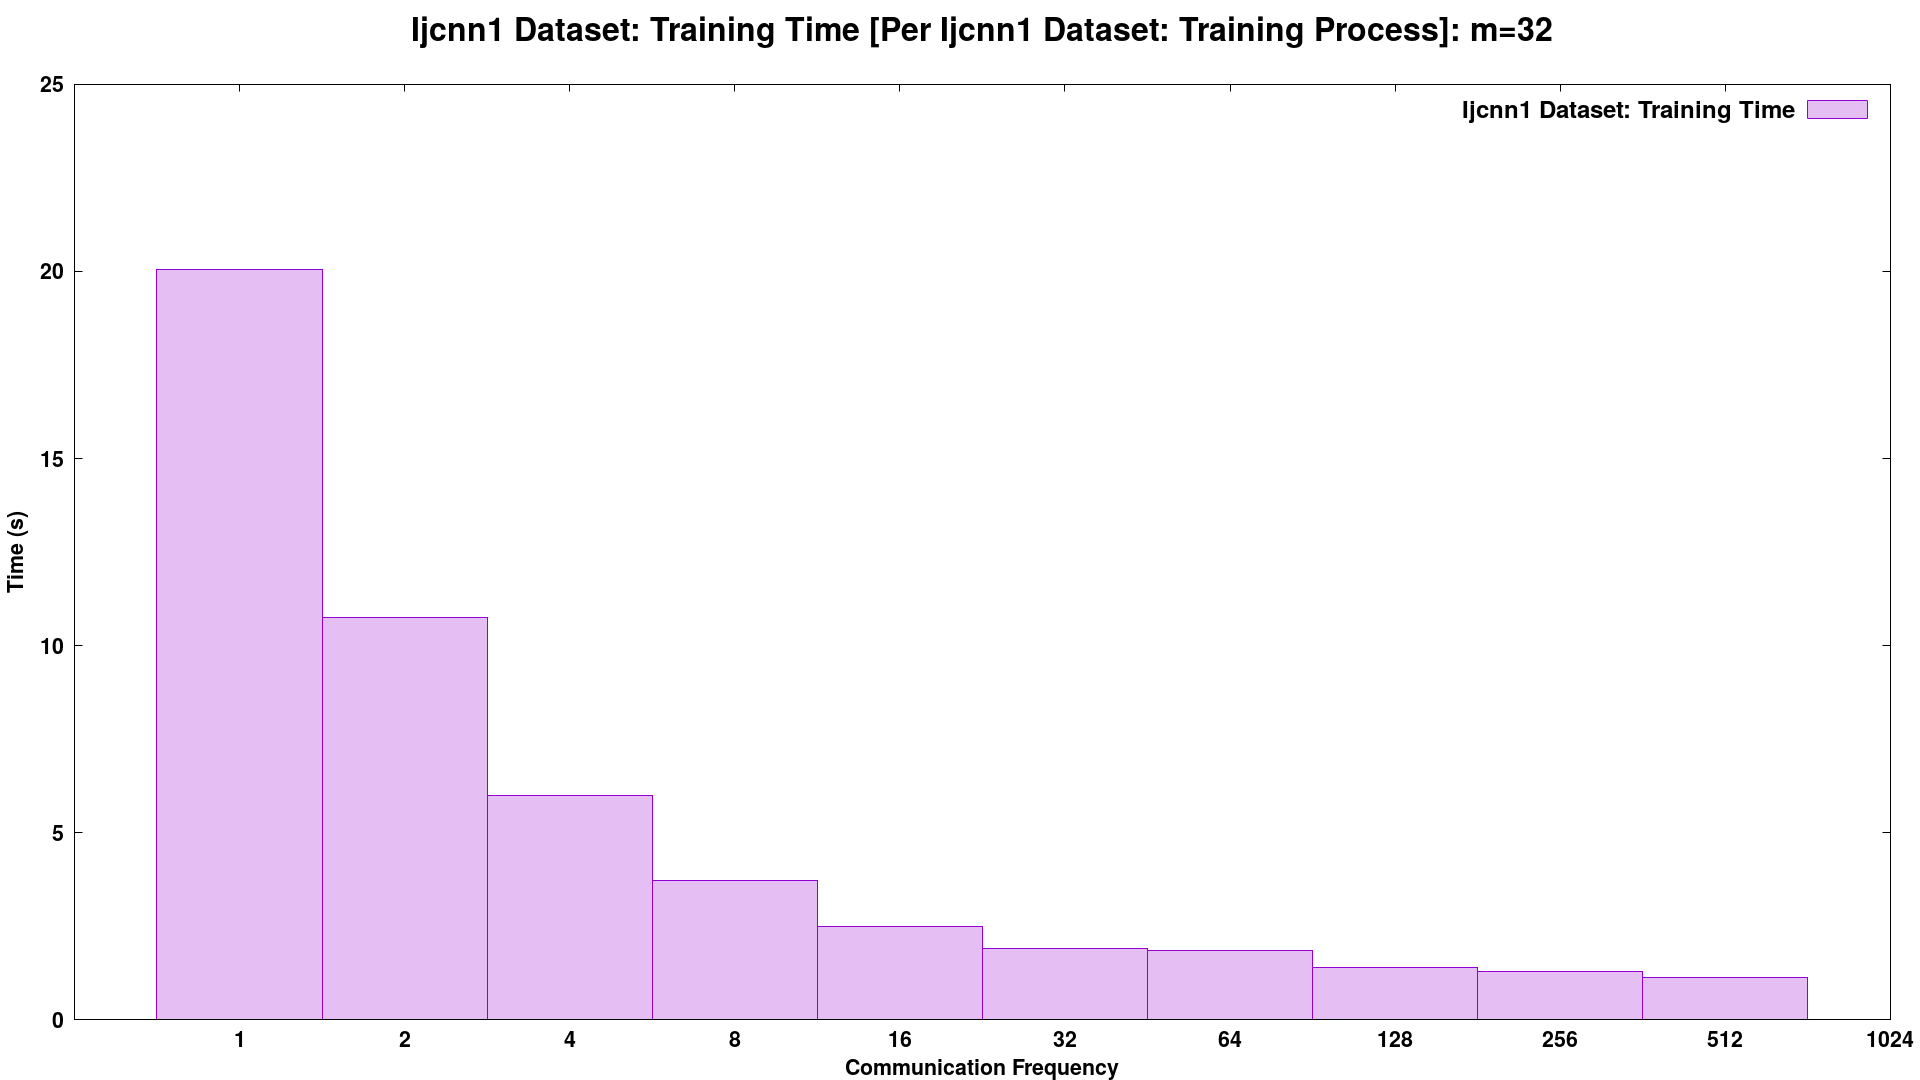 Ijcnn1 Dataset: Training Time [Per Ijcnn1 Dataset: Training Process]: m=32
Ijcnn1 Dataset: Training Time
25
20
15
10
5
0
Time (s)
1 2 4 8 16 32 64 128 256 512 1024
Communication Frequency